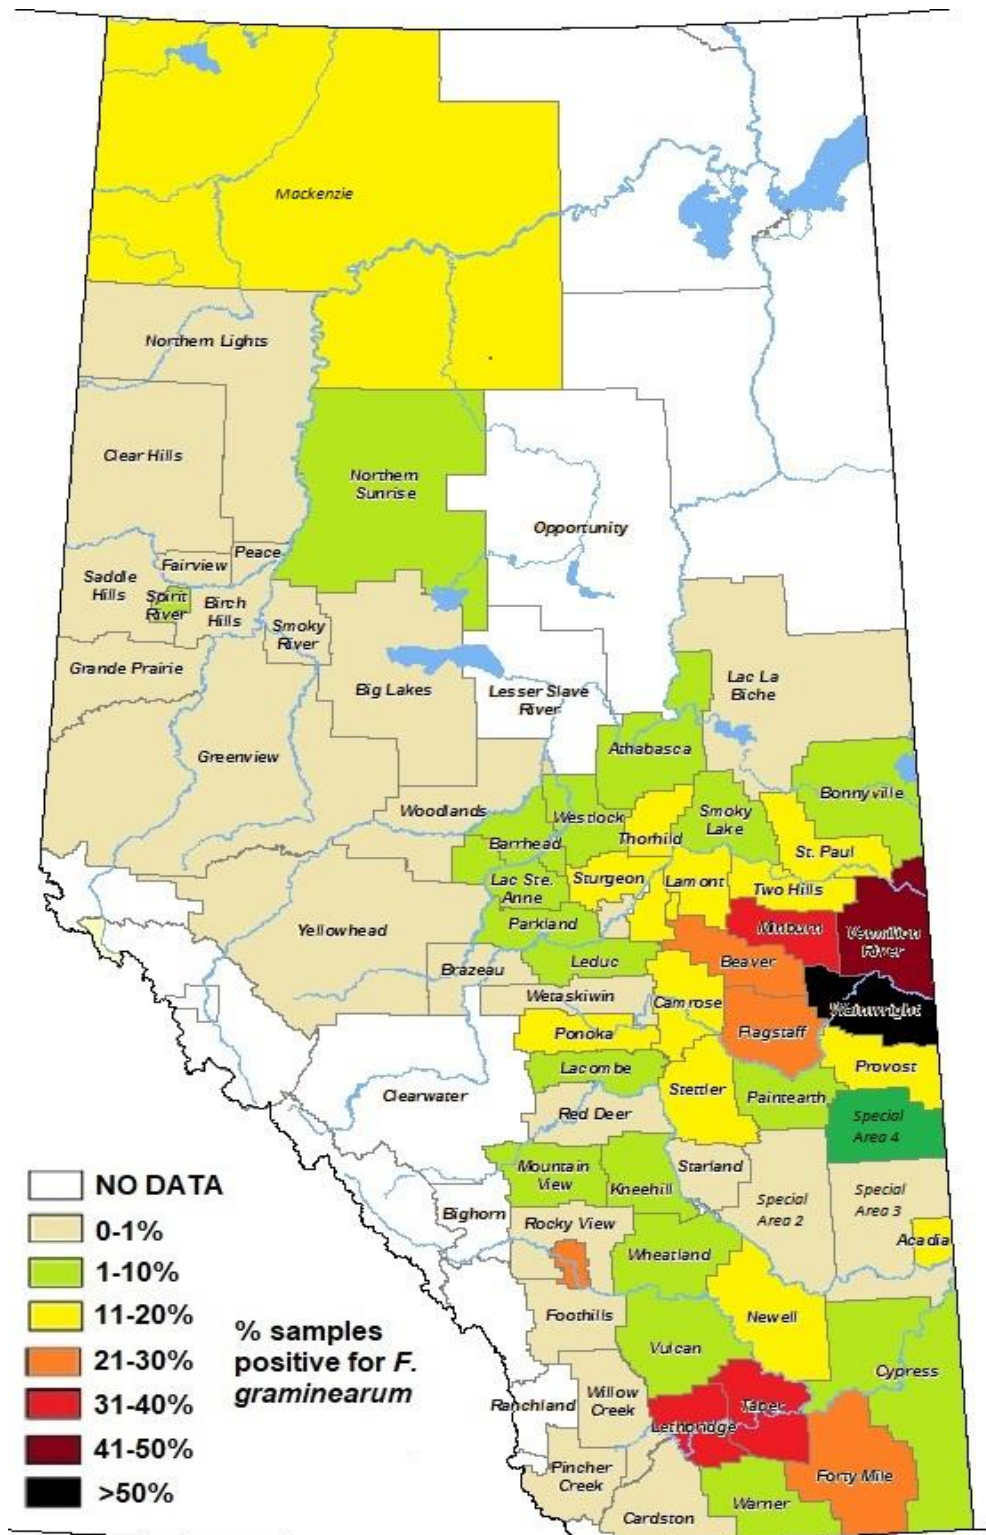 Mackenzie
Northern Lights
Clear Hills
Northern
Sunrise
Opportunity
Peace
Fairview
Saddle
Hills
Spirit
River
Birch
Hills
Smoky
River
Grande Prairie
Big Lakes
Lesser Slave
River
Lac La
Biche
Athabasca
Greenview
Bonnyville
Woodlands
Westlock
Smoky
Lake
Thorhild
Barrhead
St. Paul
Sturgeon
Lamont
Two Hills
Lac Ste.
Anne
Parkland
Minburn
Vermilion
River
Yellowhead
Leduc
Beaver
Brazeau
Wetaskiwin
Camrose
Wainwright
Ponoka
Flagstaff
Lacombe
Provost
Stettler
Paintearth
Clearwater
Red Deer
Special
Area 4
Mountain
View
Starland
Kneehill
Special
Area 2
Special
Area 3
Bighorn
Rocky View
Acadia
Wheatland
Foothills
Newell
Vulcan
Cypress
Ranchland
Willow
Creek
Taber
Lethbridge
Pincher
Creek
Forty Mile
Warner
Cardston
NO DATA
0-1%
1-10%
11-20%
21-30%
31-40%
41-50%
>50%
% samples
positive for F.
graminearum